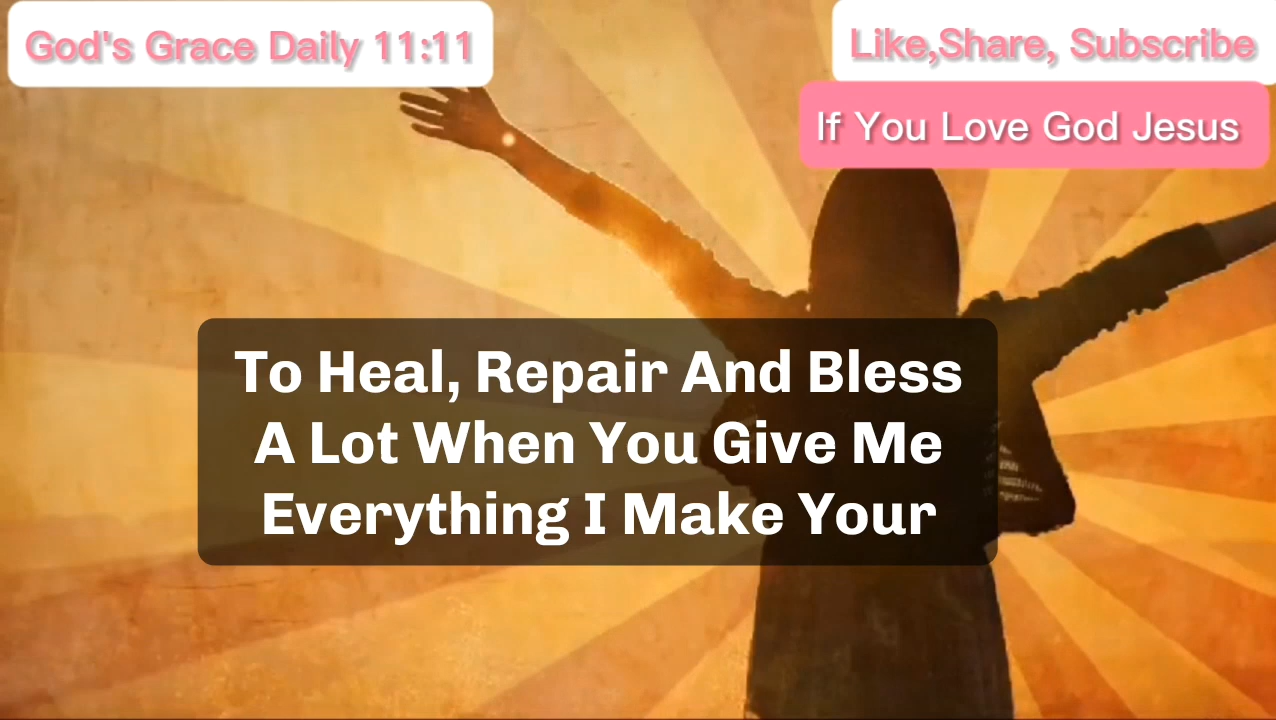 God's Grace Daily 11:11
Like,Share, Subscribe
If You Love God Jesus
To Heal, Repair And Bless
A Lot When You Give Me
Everything I Make Your